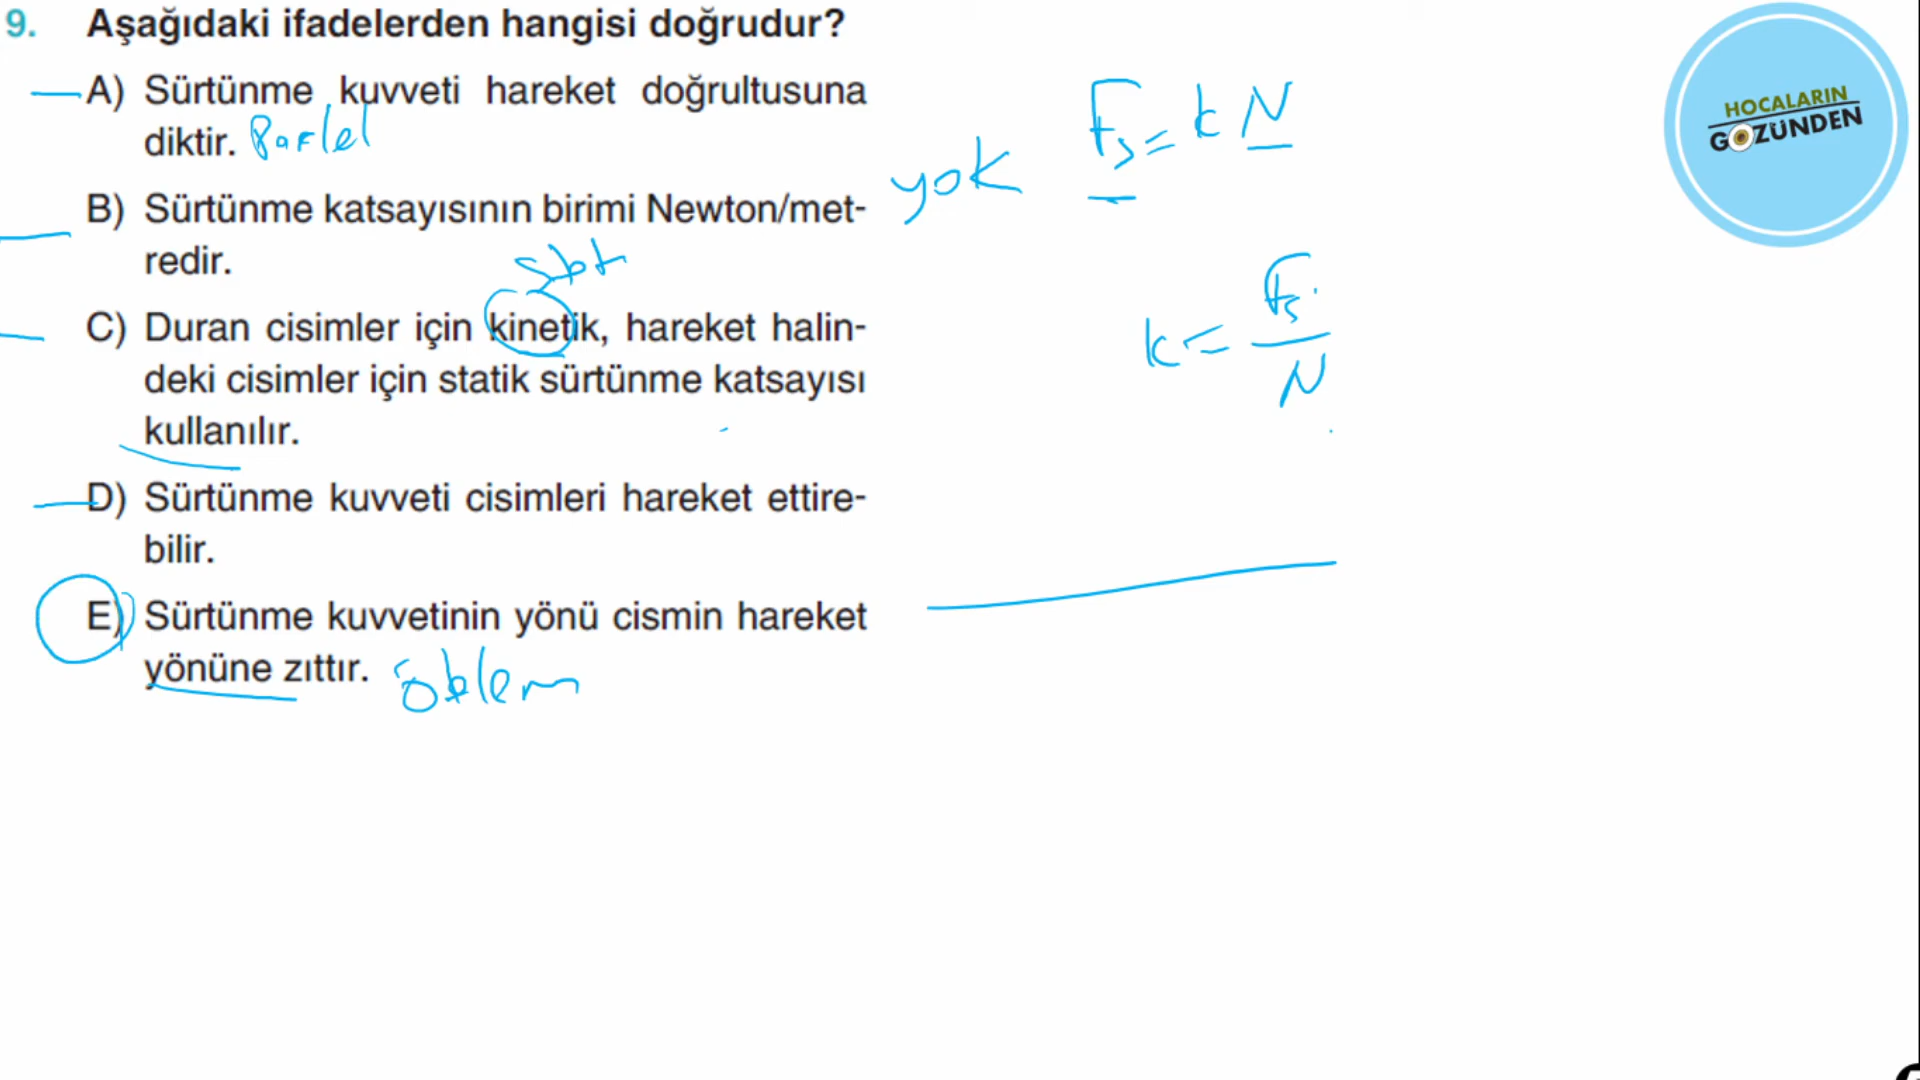 9. Aşağıdaki ifadelerden hangisi doğrudur?
A) Sürtünme kuvveti hareket doğrultusuna
diktir. Parlel
B) Sürtünme katsayısının birimi Newton/met-
redir.
yok
C) Duran cisimler için kinetik, hareket halin-
deki cisimler için statik sürtünme katsayısı
kullanılır.
D) Sürtünme kuvveti cisimleri hareket ettire-
bilir.
E) Sürtünme kuvvetinin yönü cismin hareket
yönüne zıttır.
Fs = k N
k = Fs / N
HOCALARIN
GÖZÜNDEN